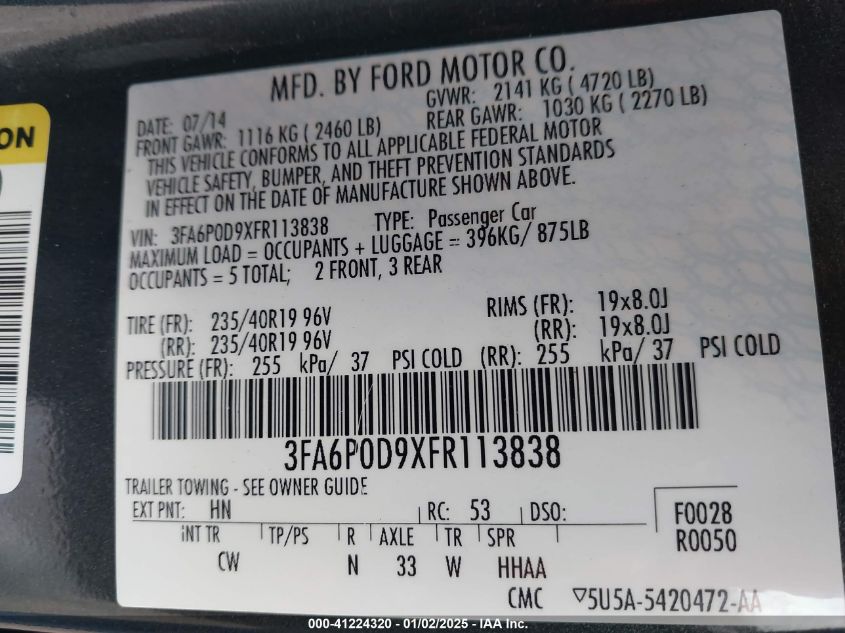 MFD. BY FORD MOTOR CO.
DATE: 07/14 GVWR: 2141 KG ( 4720 LB)
FRONT GAWR: 1116 KG ( 2460 LB) REAR GAWR: 1030 KG ( 2270 LB)
THIS VEHICLE CONFORMS TO ALL APPLICABLE FEDERAL MOTOR
VEHICLE SAFETY, BUMPER, AND THEFT PREVENTION STANDARDS
IN EFFECT ON THE DATE OF MANUFACTURE SHOWN ABOVE.
VIN: 3FA6P0D9XFR113838 TYPE: Passenger Car
MAXIMUM LOAD = OCCUPANTS + LUGGAGE = 396KG/ 875LB
OCCUPANTS = 5 TOTAL; 2 FRONT, 3 REAR
TIRE (FR): 235/40R19 96V RIMS (FR): 19x8.0J
(RR): 235/40R19 96V (RR): 19x8.0J
PRESSURE (FR): 255 kPa/ 37 PSI COLD (RR): 255 kPa/ 37 PSI COLD
3FA6P0D9XFR113838
TRAILER TOWING - SEE OWNER GUIDE
EXT PNT: HN RC: 53 DSO: F0028
INT TR TP/PS R AXLE TR SPR R0050
CW N 33 W HHAA
CMC ▽5U5A-5420472-AA
ON
000-41224320 - 01/02/2025 - IAA Inc.